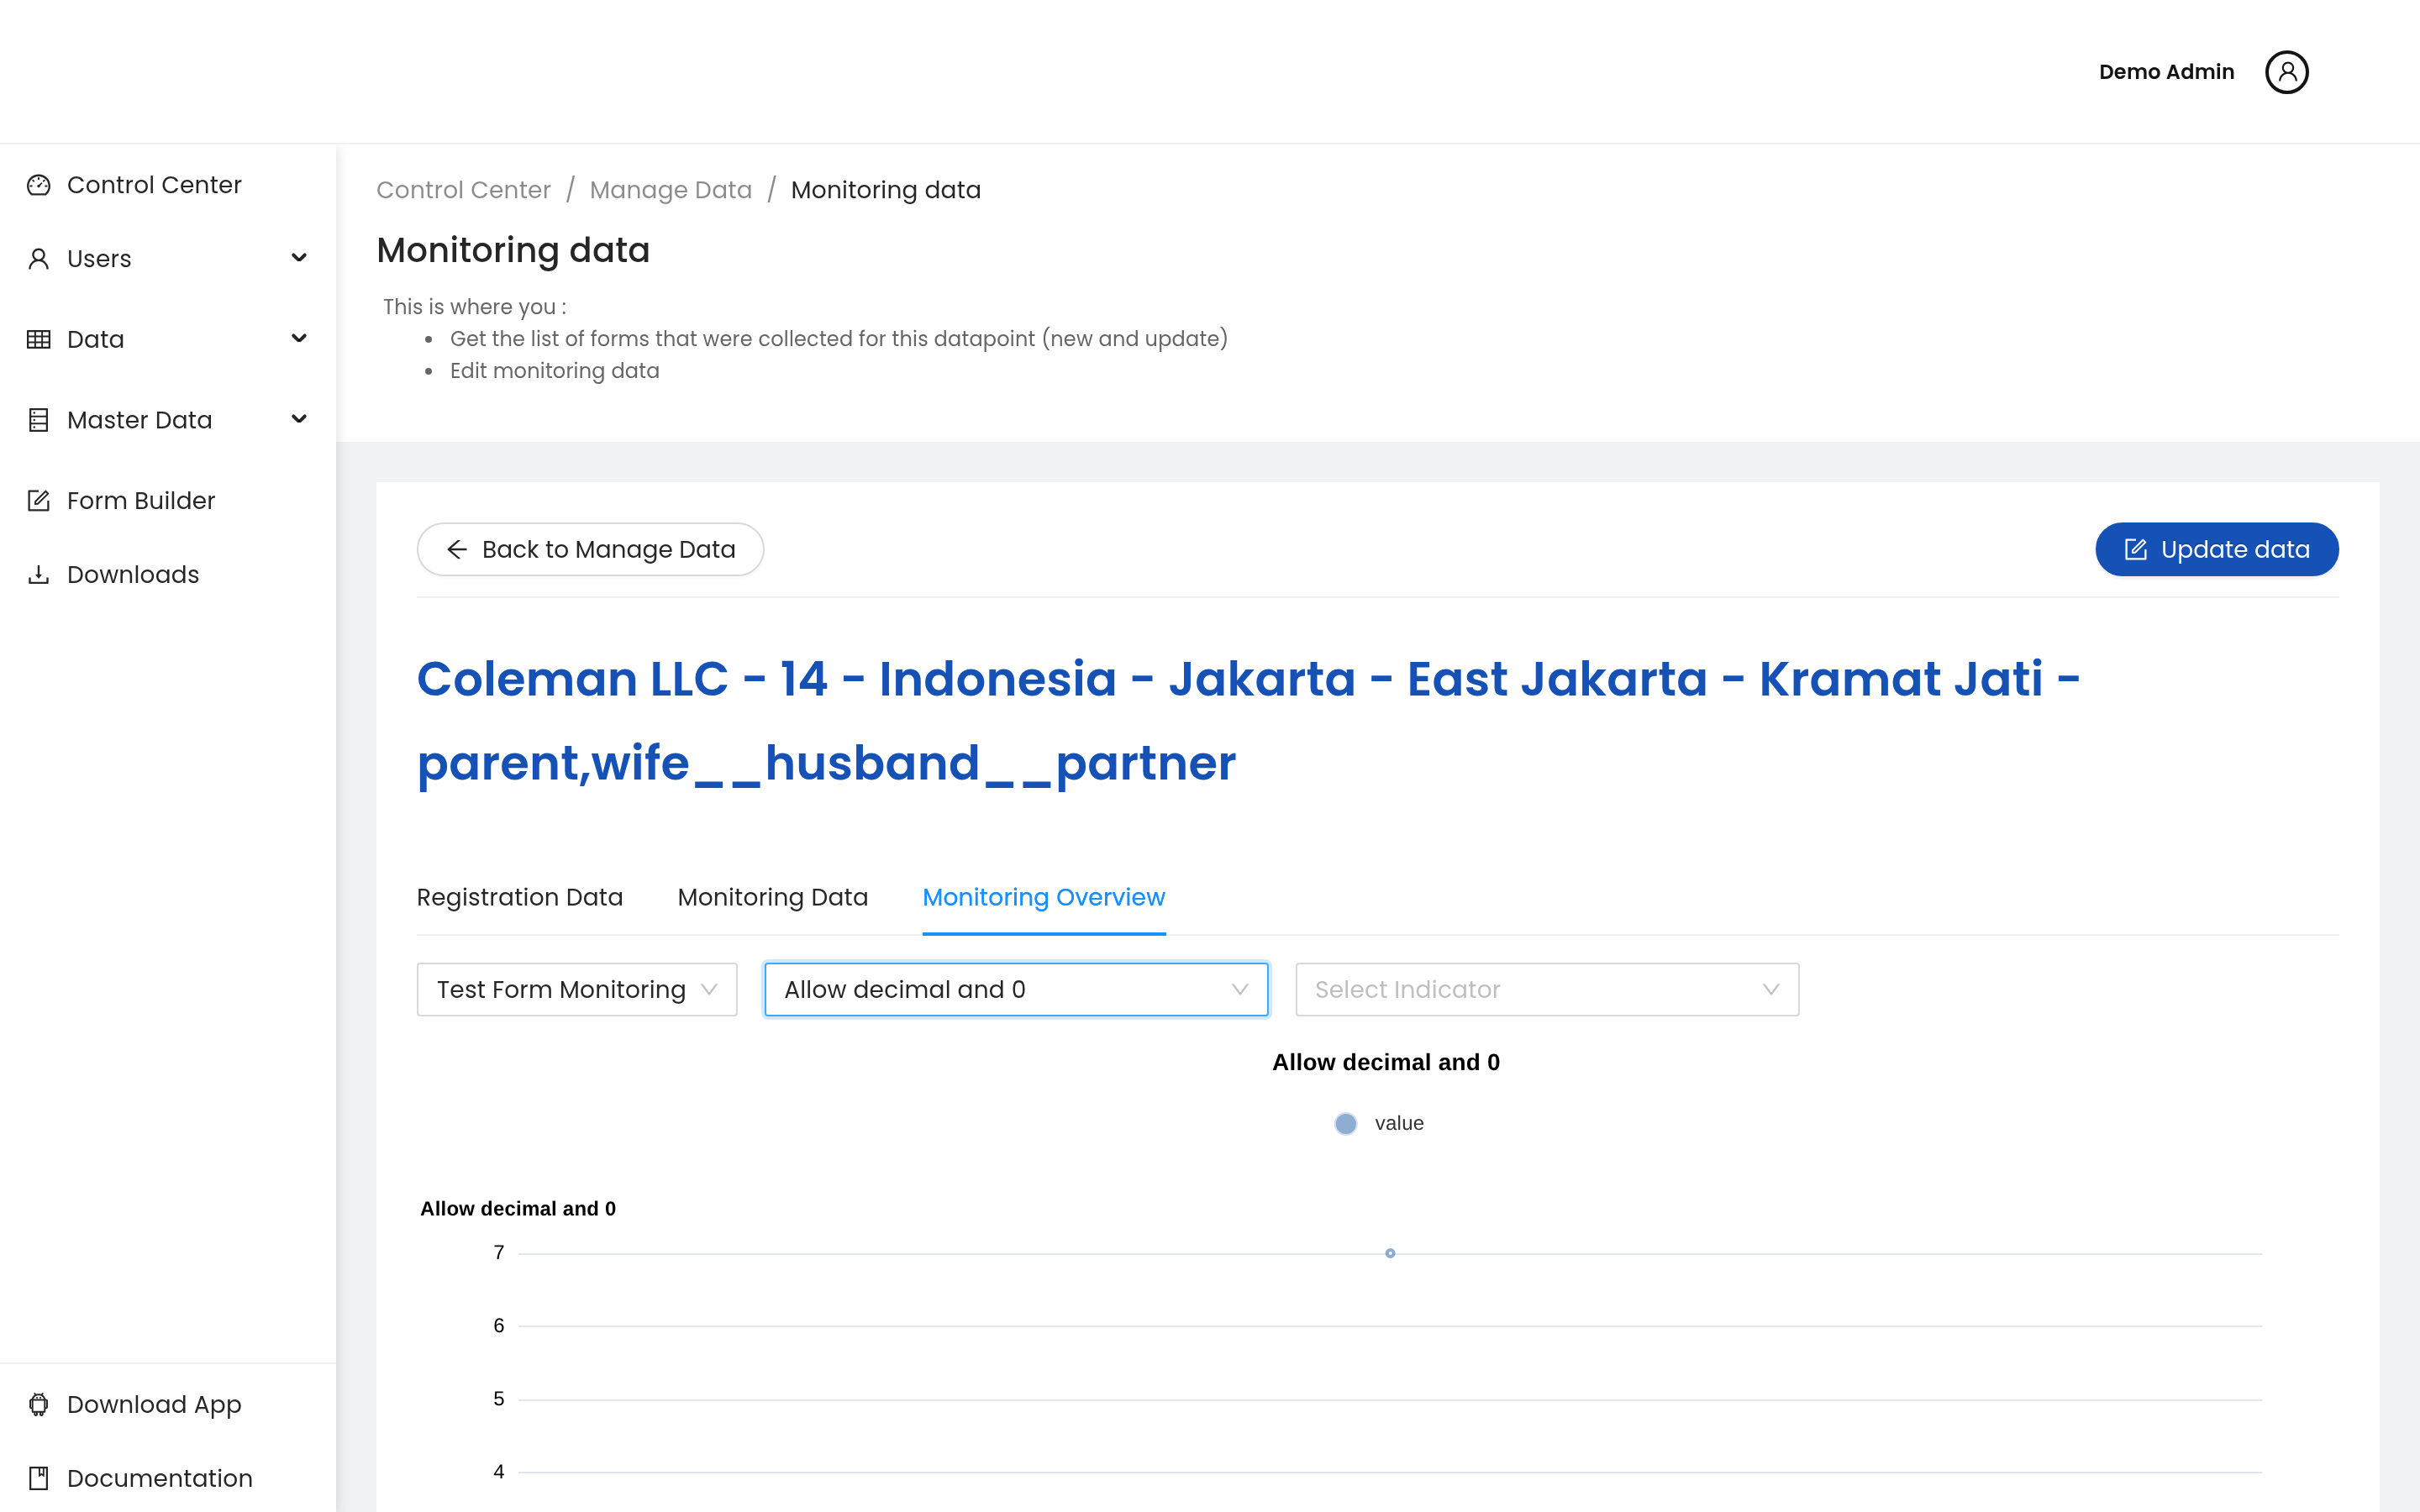 Demo Admin
Control Center
Users
Data
Master Data
Form Builder
Downloads
Download App
Documentation
Control Center / Manage Data / Monitoring data
Monitoring data
This is where you :
• Get the list of forms that were collected for this datapoint (new and update)
• Edit monitoring data
Back to Manage Data
Update data
Coleman LLC - 14 - Indonesia - Jakarta - East Jakarta - Kramat Jati -
parent,wife__husband__partner
Registration Data
Monitoring Data
Monitoring Overview
Test Form Monitoring
Allow decimal and 0
Select Indicator
Allow decimal and 0
value
Allow decimal and 0
7
6
5
4